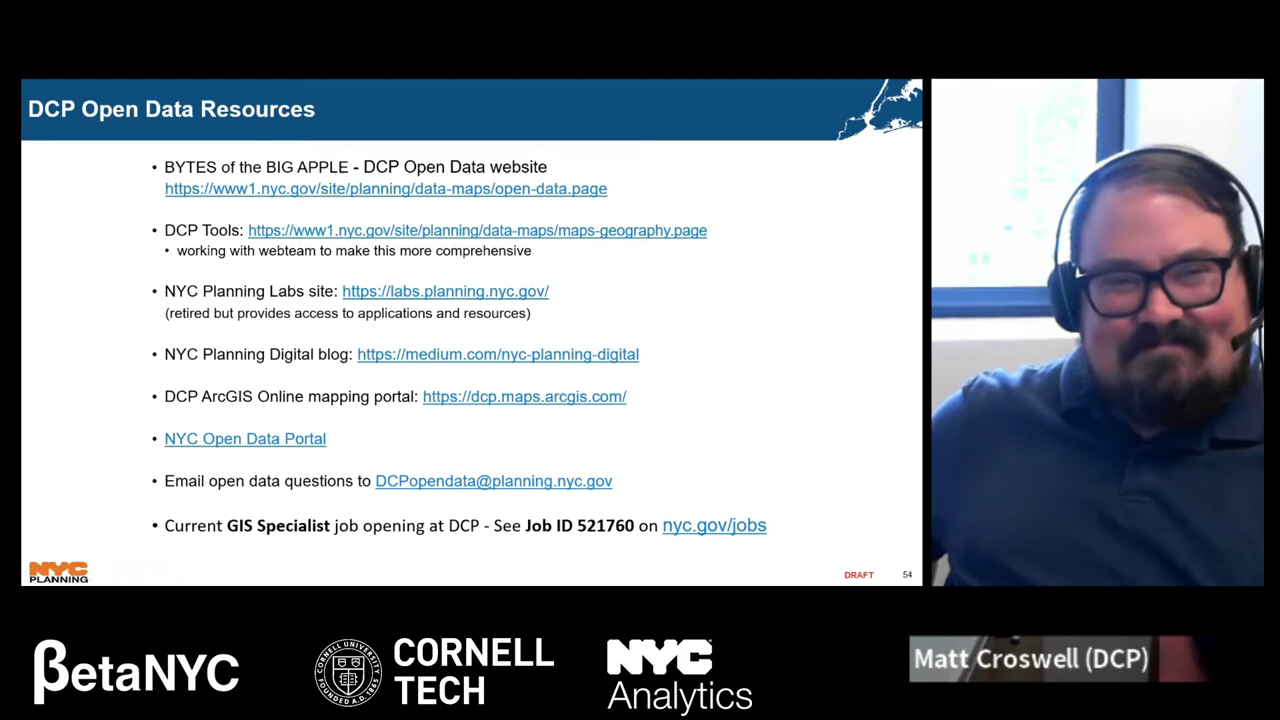 DCP Open Data Resources
• BYTES of the BIG APPLE - DCP Open Data website
https://www1.nyc.gov/site/planning/data-maps/open-data.page
• DCP Tools: https://www1.nyc.gov/site/planning/data-maps/maps-geography.page
• working with webteam to make this more comprehensive
• NYC Planning Labs site: https://labs.planning.nyc.gov/
(retired but provides access to applications and resources)
• NYC Planning Digital blog: https://medium.com/nyc-planning-digital
• DCP ArcGIS Online mapping portal: https://dcp.maps.arcgis.com/
• NYC Open Data Portal
• Email open data questions to DCPopendata@planning.nyc.gov
• Current GIS Specialist job opening at DCP - See Job ID 521760 on nyc.gov/jobs
NYC
PLANNING
DRAFT 54
βetaNYC
CORNELL UNIVERSITY
FOUNDED A.D. 1865
CORNELL
TECH
NYC
Analytics
Matt Croswell (DCP)